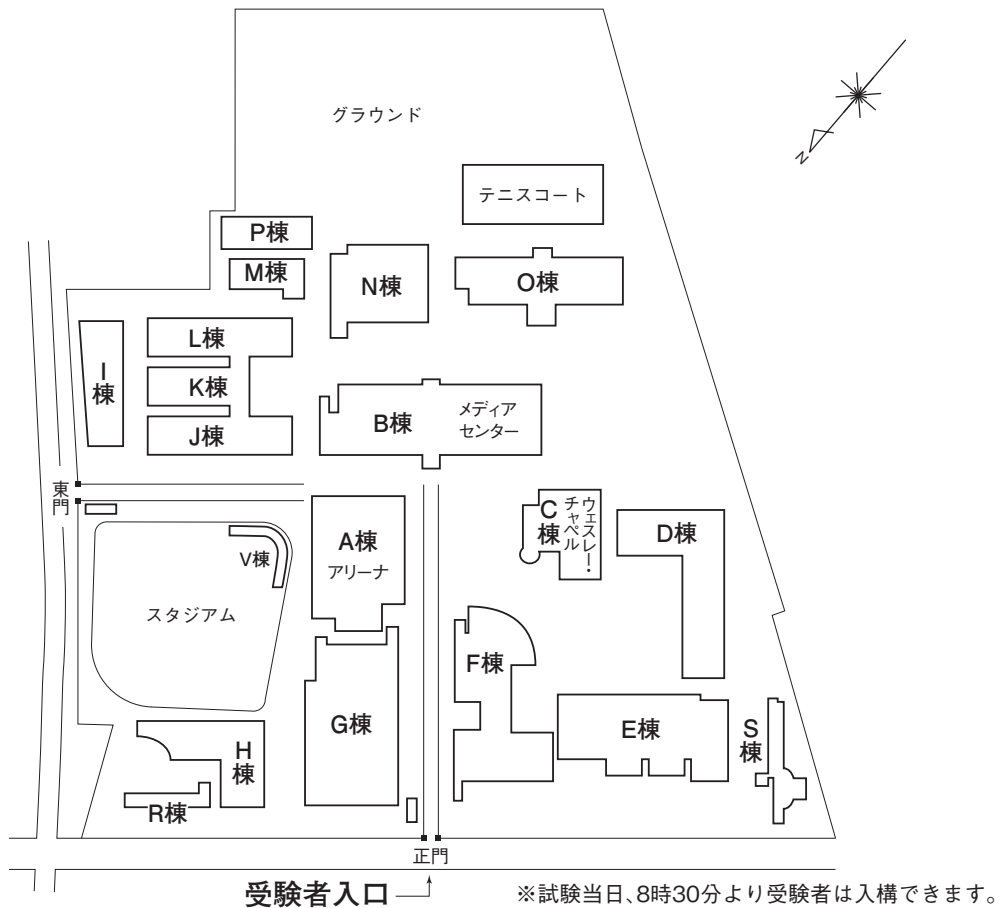 グラウンド
テニスコート
N
P棟
M棟
N棟
O棟
L棟
I棟
K棟
J棟
B棟
メディア
センター
東門
C棟
ウェスレー・
チャペル
D棟
A棟
アリーナ
V棟
スタジアム
F棟
G棟
E棟
S棟
H棟
R棟
正門
受験者入口
※試験当日、8時30分より受験者は入構できます。